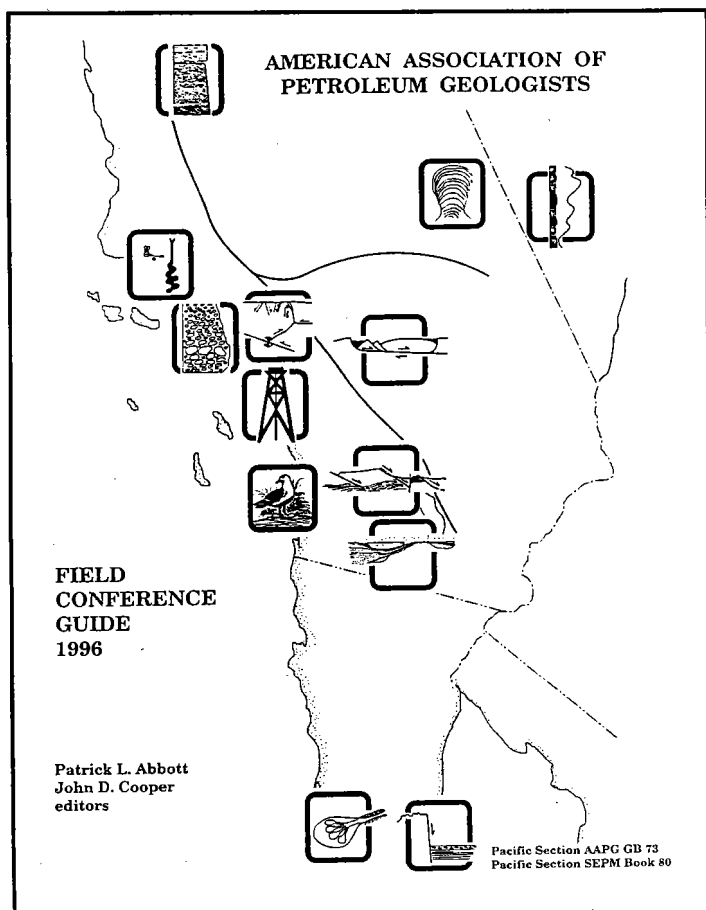 AMERICAN ASSOCIATION OF
PETROLEUM GEOLOGISTS
FIELD
CONFERENCE
GUIDE
1996
Patrick L. Abbott
John D. Cooper
editors
Pacific Section AAPG GB 73
Pacific Section SEPM Book 80